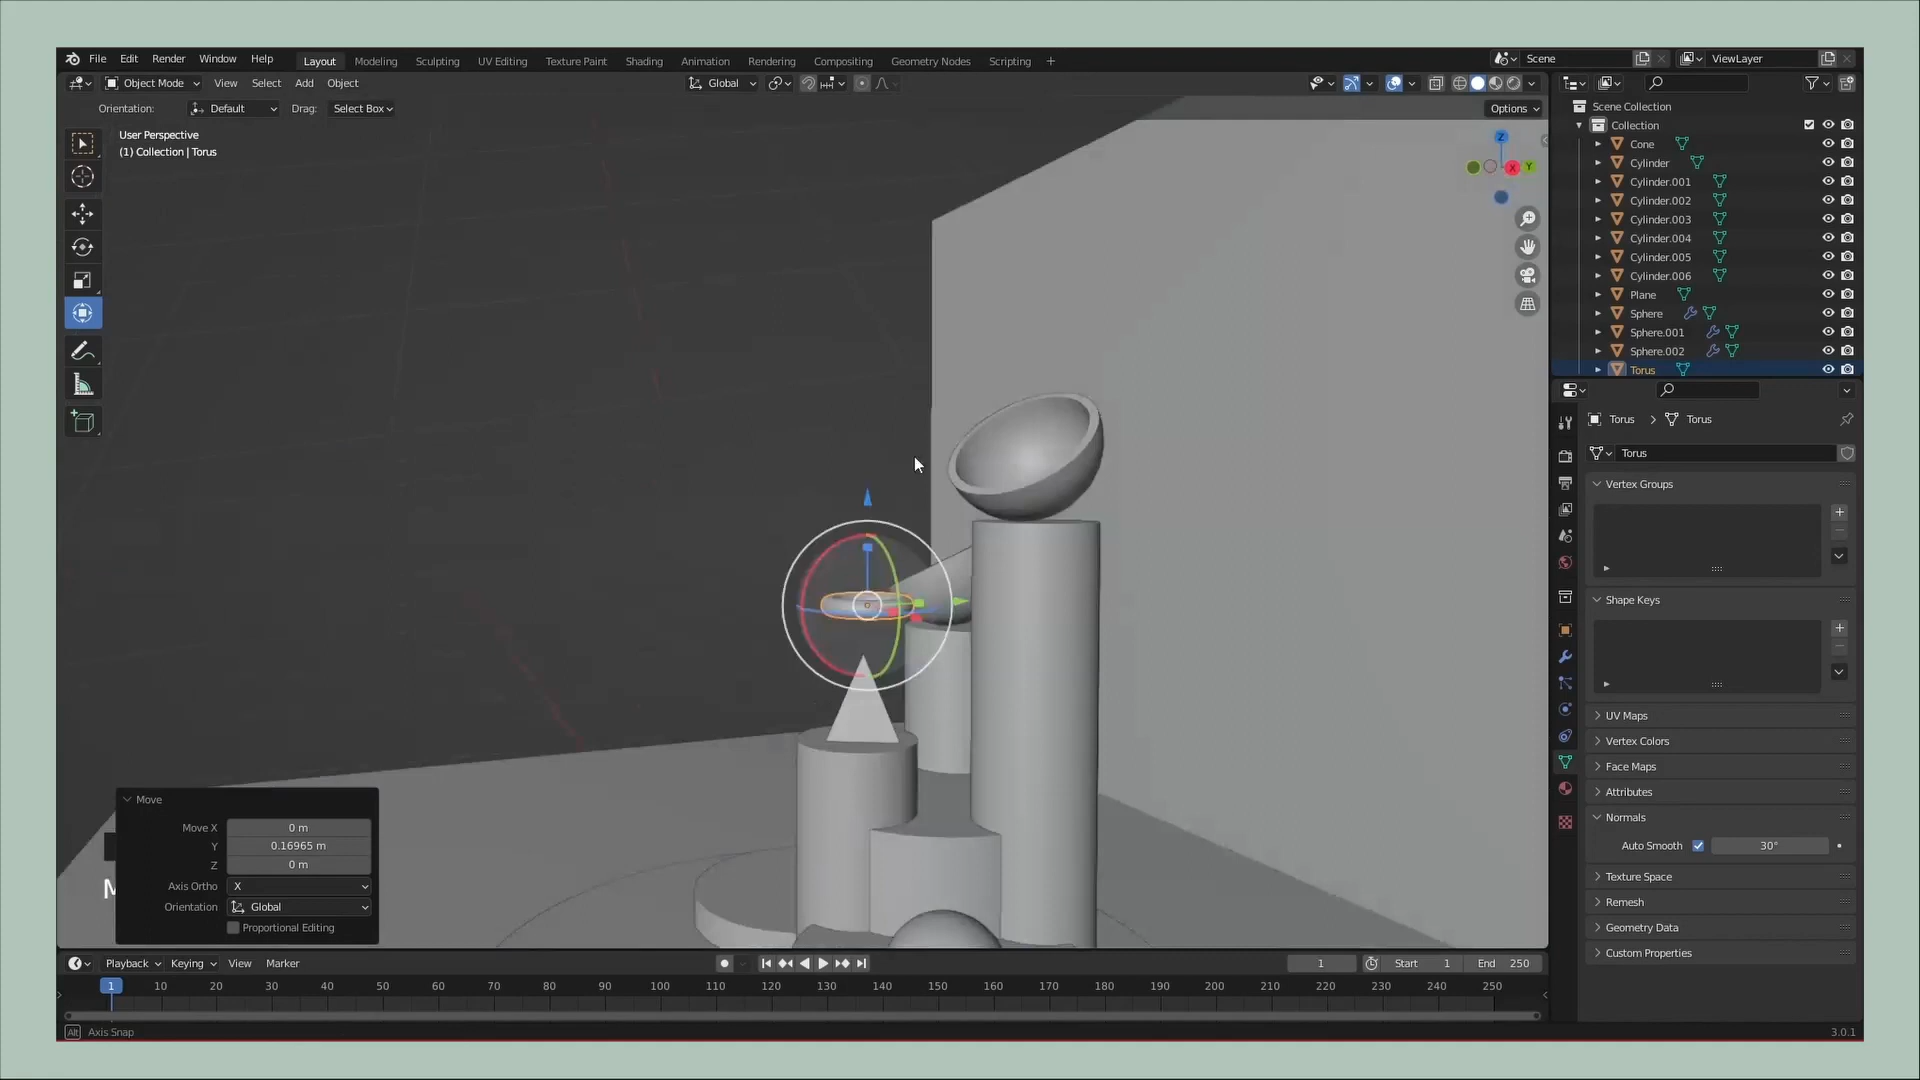 File Edit Render Window Help Layout Modeling Sculpting UV Editing Texture Paint Shading Animation Rendering Compositing Geometry Nodes Scripting + Scene ViewLayer
Object Mode View Select Add Object Global
Orientation: Default Drag: Select Box Options
User Perspective
(1) Collection | Torus
Z
X
Y
Scene Collection
Collection
Cone
Cylinder
Cylinder.001
Cylinder.002
Cylinder.003
Cylinder.004
Cylinder.005
Cylinder.006
Plane
Sphere
Sphere.001
Sphere.002
Torus
Torus > Torus
Torus
Vertex Groups
Shape Keys
UV Maps
Vertex Colors
Face Maps
Attributes
Normals
Auto Smooth 30°
Texture Space
Remesh
Geometry Data
Custom Properties
Move
Move X 0 m
Y 0.16965 m
Z 0 m
Axis Ortho X
Orientation Global
Proportional Editing
M
Playback Keying View Marker 1 Start 1 End 250
1 10 20 30 40 50 60 70 80 90 100 110 120 130 140 150 160 170 180 190 200 210 220 230 240 250
Alt Axis Snap 3.0.1